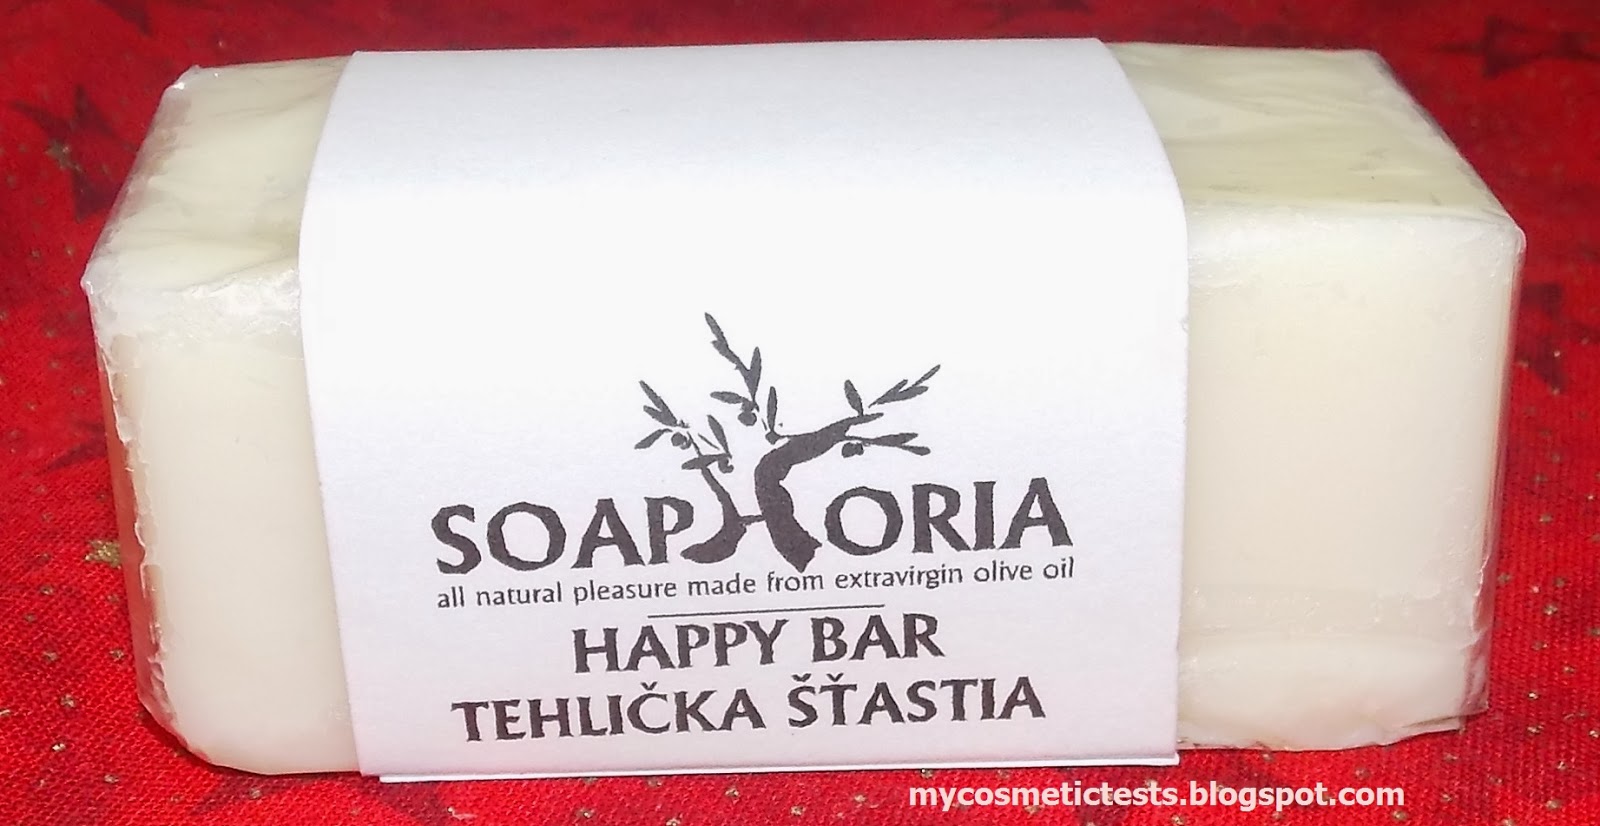 SOAPHORIA
all natural pleasure made from extravirgin olive oil
HAPPY BAR
TEHLIČKA ŠŤASTIA
mycosmetictests.blogspot.com